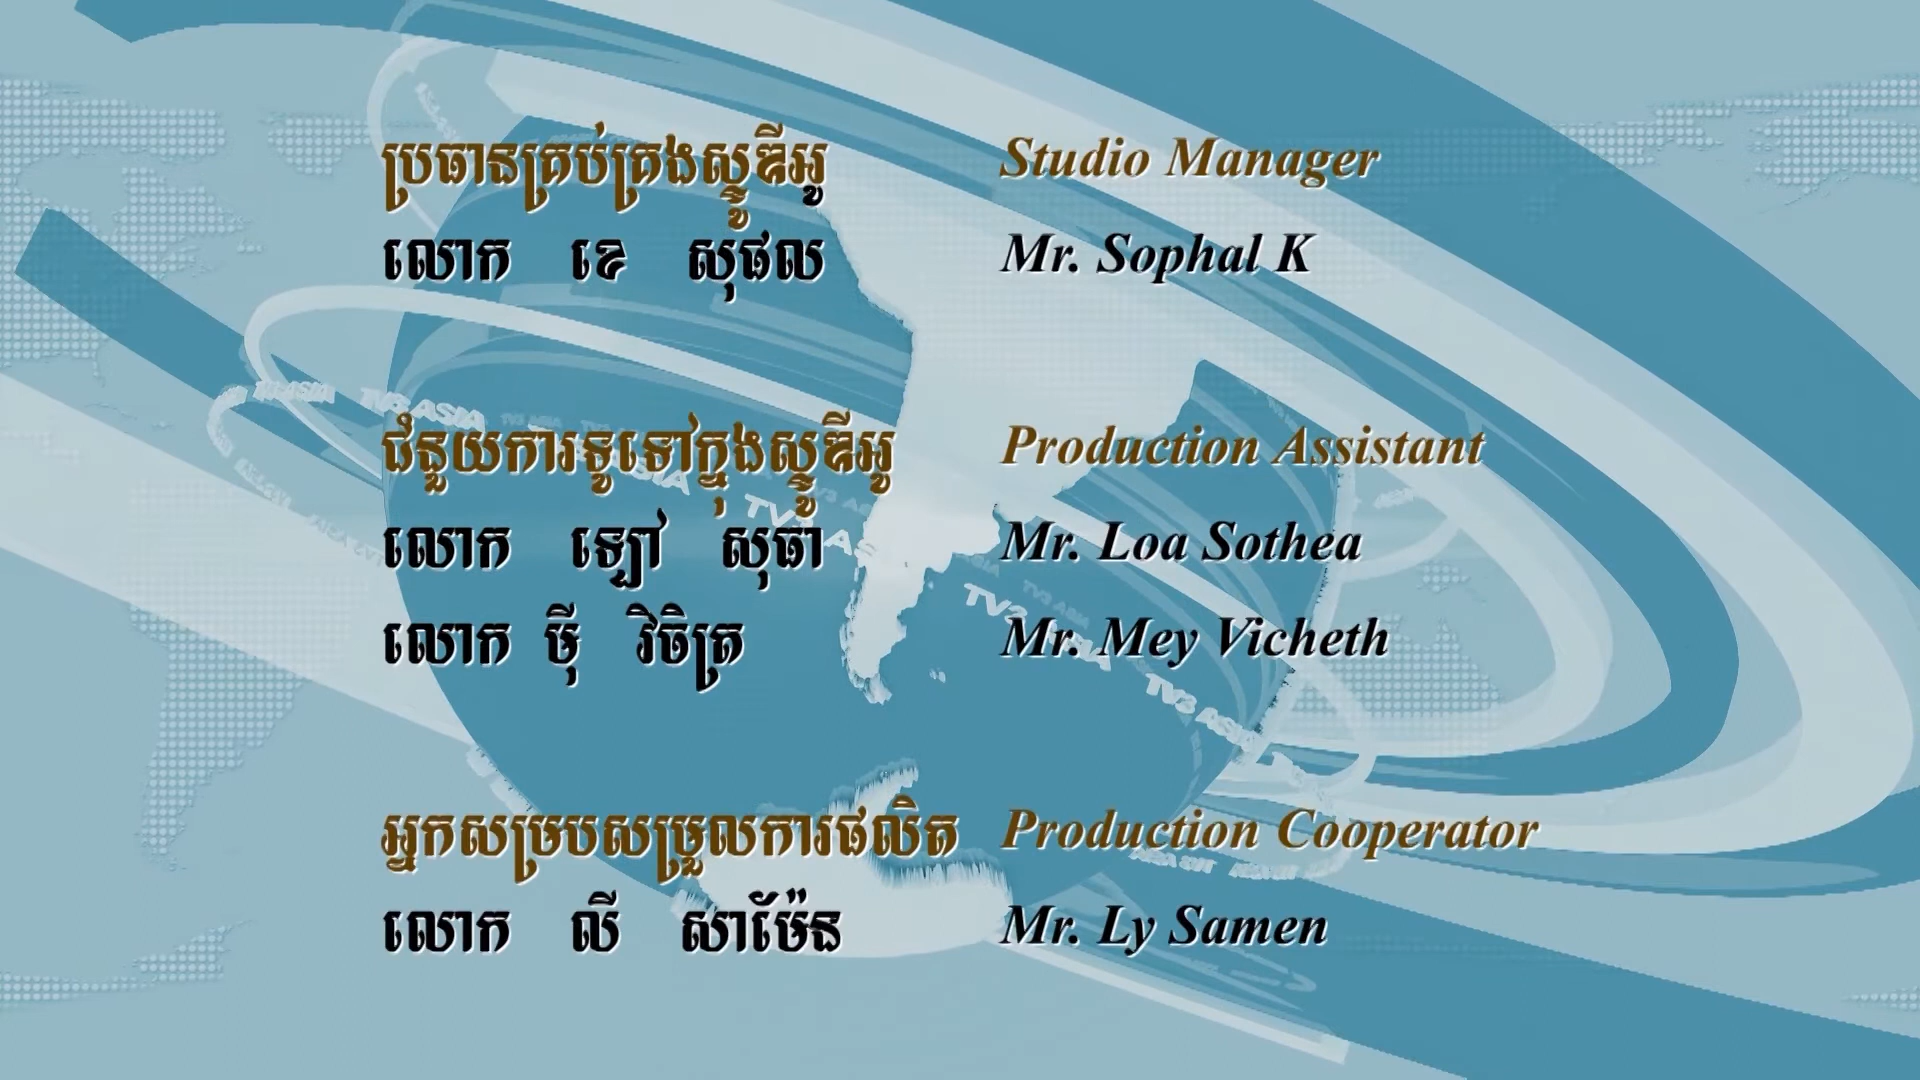 ប្រធានគ្រប់គ្រងស្ទូឌីអូ Studio Manager
លោក ខេ សុផល Mr. Sophal K
ជំនួយការទូទៅក្នុងស្ទូឌីអូ Production Assistant
លោក ឡៅ សុធា Mr. Loa Sothea
លោក ម៉ី វិចិត្រ Mr. Mey Vicheth
អ្នកសម្របសម្រួលការផលិត Production Cooperator
លោក លី សាម៉ែន Mr. Ly Samen
TV3 ASIA